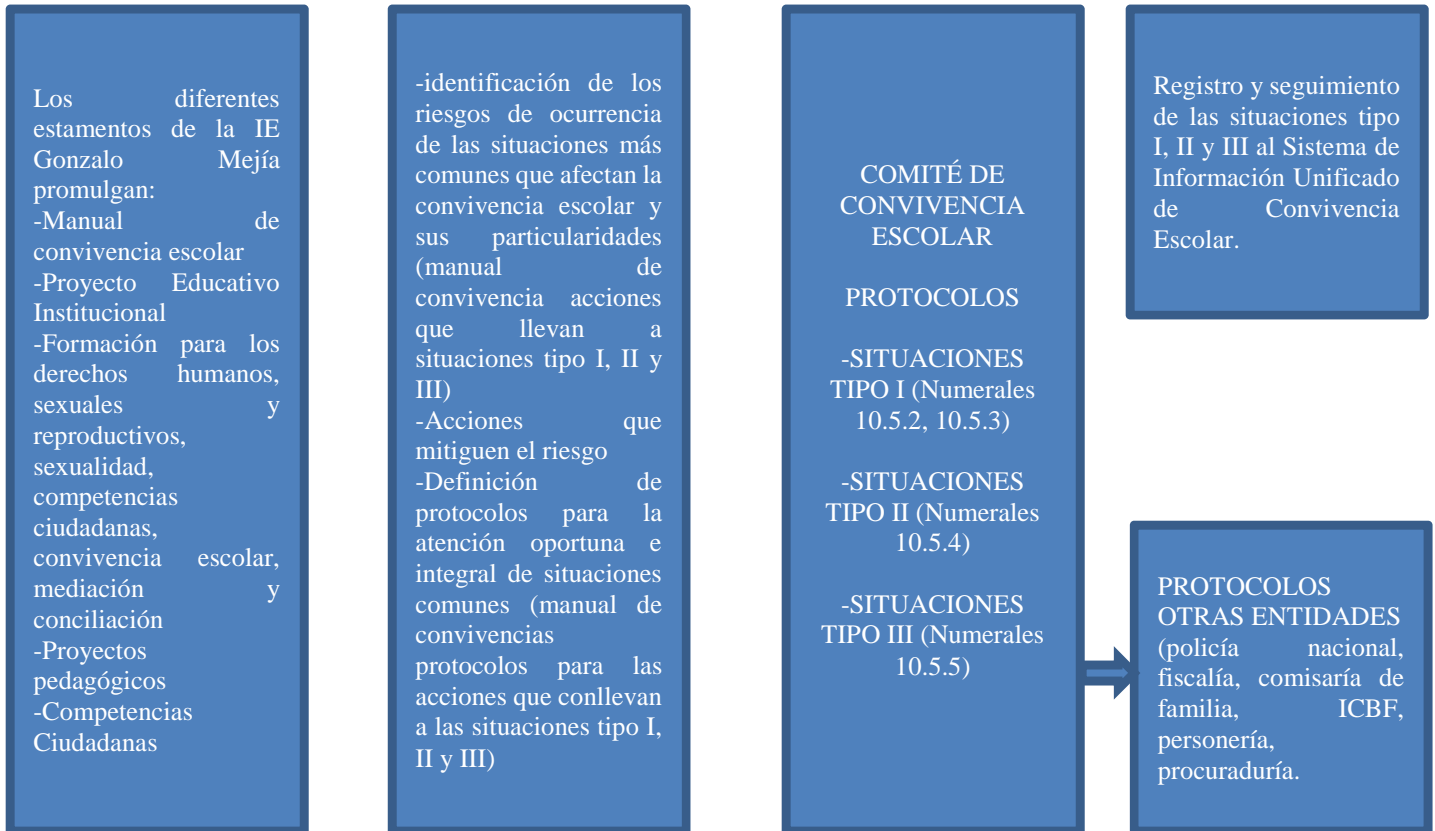 Los diferentes
estamentos de la IE
Gonzalo Mejía
promulgan:
-Manual de
convivencia escolar
-Proyecto Educativo
Institucional
-Formación para los
derechos humanos,
sexuales y
reproductivos,
sexualidad,
competencias
ciudadanas,
convivencia escolar,
mediación y
conciliación
-Proyectos
pedagógicos
-Competencias
Ciudadanas
-identificación de los
riesgos de ocurrencia
de las situaciones más
comunes que afectan la
convivencia escolar y
sus particularidades
(manual de
convivencia acciones
que llevan a
situaciones tipo I, II y
III)
-Acciones que
mitiguen el riesgo
-Definición de
protocolos para la
atención oportuna e
integral de situaciones
comunes (manual de
convivencias
protocolos para las
acciones que conllevan
a las situaciones tipo I,
II y III)
COMITÉ DE
CONVIVENCIA
ESCOLAR
PROTOCOLOS
-SITUACIONES
TIPO I (Numerales
10.5.2, 10.5.3)
-SITUACIONES
TIPO II (Numerales
10.5.4)
-SITUACIONES
TIPO III (Numerales
10.5.5)
Registro y seguimiento
de las situaciones tipo
I, II y III al Sistema de
Información Unificado
de Convivencia
Escolar.
PROTOCOLOS
OTRAS ENTIDADES
(policía nacional,
fiscalía, comisaría de
familia, ICBF,
personería,
procuraduría.